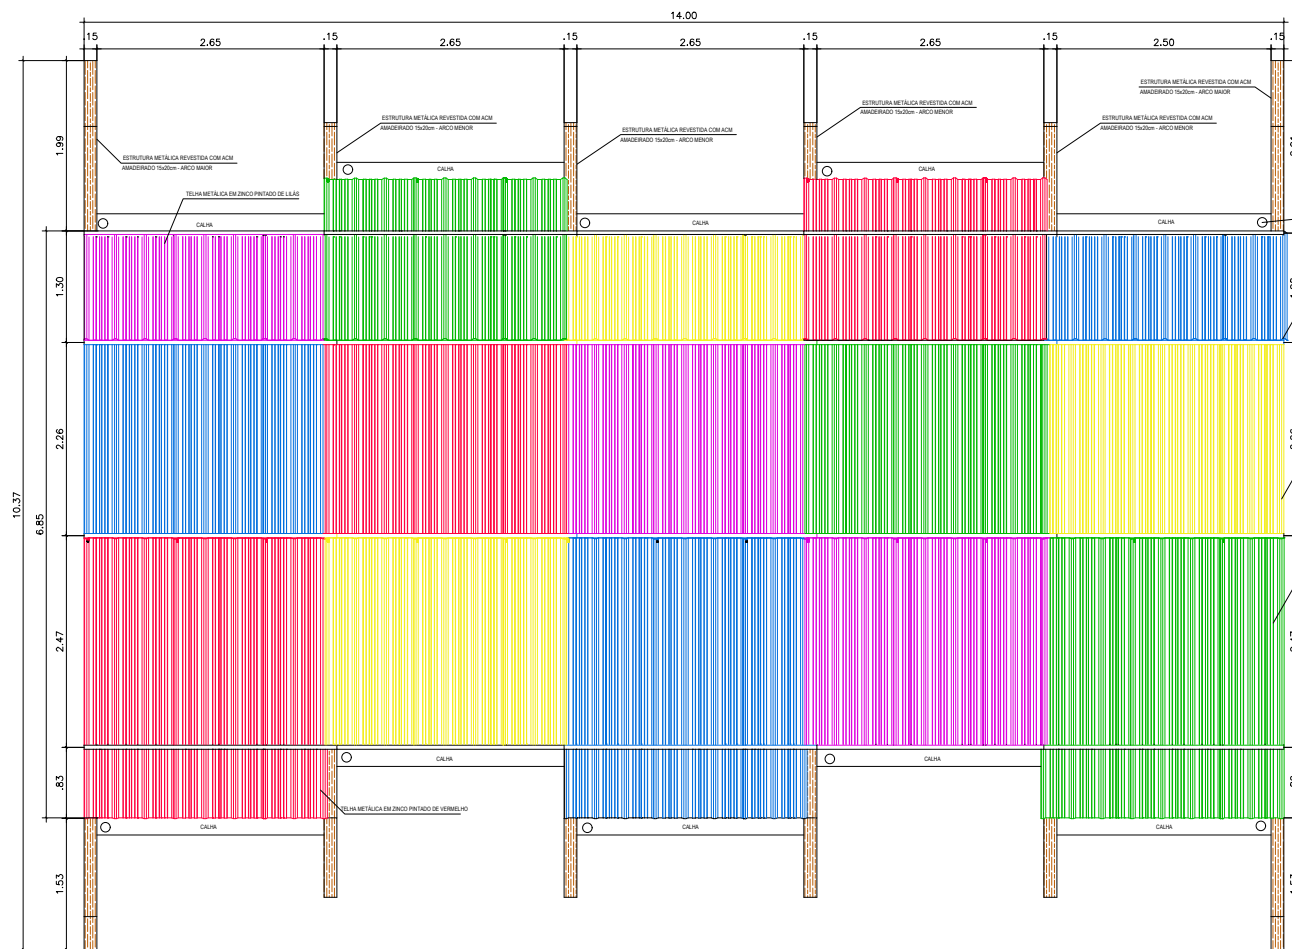 14.00
.15
2.65
.15
2.65
.15
2.65
.15
2.65
.15
2.50
.15
ESTRUTURA METÁLICA REVESTIDA COM ACM
AMADEIRADO 15x20cm - ARCO MAIOR
ESTRUTURA METÁLICA REVESTIDA COM ACM
AMADEIRADO 15x20cm - ARCO MENOR
ESTRUTURA METÁLICA REVESTIDA COM ACM
AMADEIRADO 15x20cm - ARCO MENOR
ESTRUTURA METÁLICA REVESTIDA COM ACM
AMADEIRADO 15x20cm - ARCO MENOR
ESTRUTURA METÁLICA REVESTIDA COM ACM
AMADEIRADO 15x20cm - ARCO MENOR
ESTRUTURA METÁLICA REVESTIDA COM ACM
AMADEIRADO 15x20cm - ARCO MAIOR
1.99
CALHA
CALHA
TELHA METÁLICA EM ZINCO PINTADO DE LILÁS
CALHA
CALHA
CALHA
1.30
2.26
10.37
6.85
2.47
CALHA
CALHA
.83
TELHA METÁLICA EM ZINCO PINTADO DE VERMELHO
CALHA
CALHA
CALHA
1.53